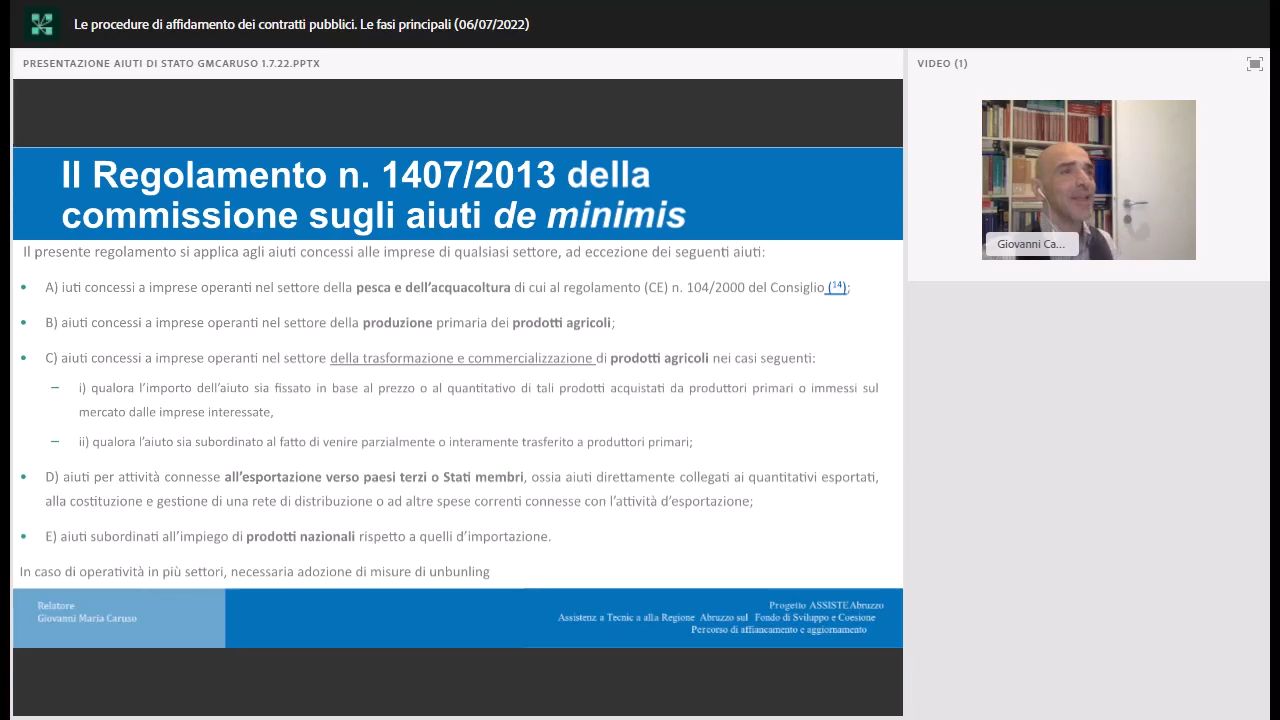 Le procedure di affidamento dei contratti pubblici. Le fasi principali (06/07/2022)
PRESENTAZIONE AIUTI DI STATO GMCARUSO 1.7.22.PPTX
VIDEO (1)
Il Regolamento n. 1407/2013 della
commissione sugli aiuti de minimis
Il presente regolamento si applica agli aiuti concessi alle imprese di qualsiasi settore, ad eccezione dei seguenti aiuti:
• A) iuti concessi a imprese operanti nel settore della pesca e dell'acquacoltura di cui al regolamento (CE) n. 104/2000 del Consiglio (14);
• B) aiuti concessi a imprese operanti nel settore della produzione primaria dei prodotti agricoli;
• C) aiuti concessi a imprese operanti nel settore della trasformazione e commercializzazione di prodotti agricoli nei casi seguenti:
– i) qualora l'importo dell'aiuto sia fissato in base al prezzo o al quantitativo di tali prodotti acquistati da produttori primari o immessi sul
mercato dalle imprese interessate,
– ii) qualora l'aiuto sia subordinato al fatto di venire parzialmente o interamente trasferito a produttori primari;
• D) aiuti per attività connesse all'esportazione verso paesi terzi o Stati membri, ossia aiuti direttamente collegati ai quantitativi esportati,
alla costituzione e gestione di una rete di distribuzione o ad altre spese correnti connesse con l'attività d'esportazione;
• E) aiuti subordinati all'impiego di prodotti nazionali rispetto a quelli d'importazione.
In caso di operatività in più settori, necessaria adozione di misure di unbunling
Relatore
Giovanni Maria Caruso
Progetto ASSISTEAbruzzo
Assistenz a Tecnic a alla Regione Abruzzo sul Fondo di Sviluppo e Coesione
Percorso di affiancamento e aggiornamento
Giovanni Ca...